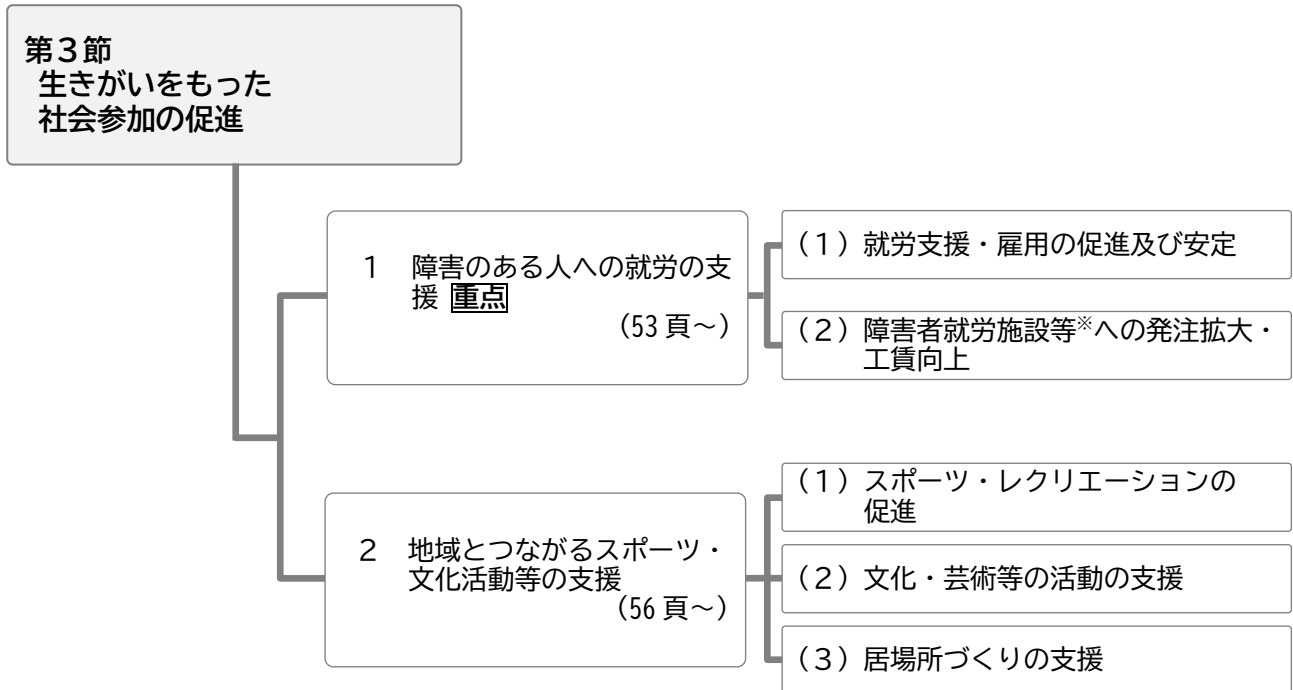 第3節
生きがいをもった
社会参加の促進
1 障害のある人への就労の支
援 重点
(53頁～)
(1)就労支援・雇用の促進及び安定
(2)障害者就労施設等※への発注拡大・
工賃向上
2 地域とつながるスポーツ・
文化活動等の支援
(56頁～)
(1)スポーツ・レクリエーションの
促進
(2)文化・芸術等の活動の支援
(3)居場所づくりの支援